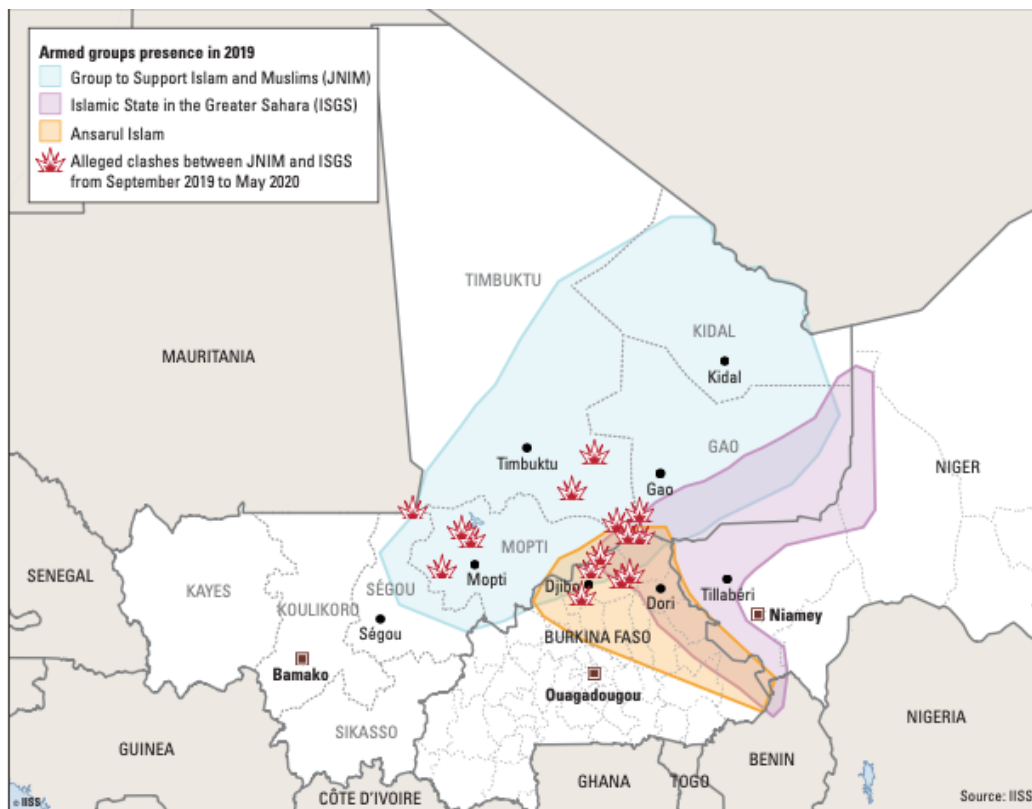 Armed groups presence in 2019
Group to Support Islam and Muslims (JNIM)
Islamic State in the Greater Sahara (ISGS)
Ansarul Islam
Alleged clashes between JNIM and ISGS
from September 2019 to May 2020
TIMBUKTU
KIDAL
MAURITANIA
Kidal
GAO
Timbuktu
NIGER
Gao
MOPTI
SENEGAL
Mopti
Djibo
Tillabéri
KAYES
SÉGOU
Dori
KOULIKORO
Niamey
Ségou
BURKINA FASO
Bamako
Ouagadougou
NIGERIA
SIKASSO
GUINEA
BENIN
GHANA
TOGO
CÔTE D'IVOIRE
© IISS
Source: IISS